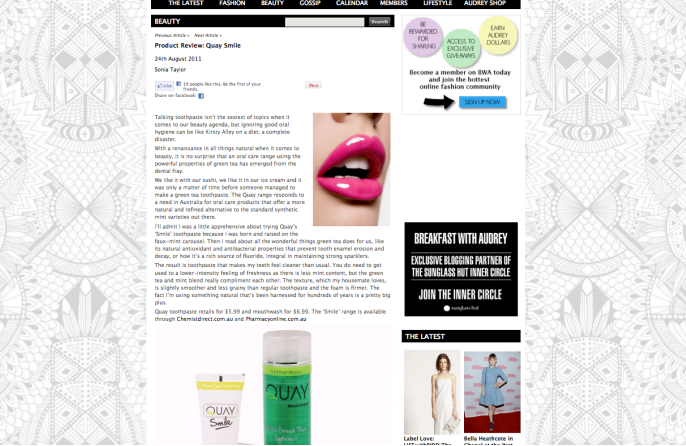 THE LATEST FASHION BEAUTY GOSSIP CALENDAR MEMBERS LIFESTYLE AUDREY SHOP
BEAUTY
Search
Previous Article « Next Article »
Product Review: Quay Smile
24th August 2011
Sonia Taylor
Like
19 people like this. Be the first of your
friends.
Pin it
Share on facebook:
Talking toothpaste isn't the sexiest of topics when it
comes to our beauty agenda, but ignoring good oral
hygiene can be like Kirsty Alley on a diet: a complete
disaster.
With a renaissance in all things natural when it comes to
beauty, it is no surprise that an oral care range using the
powerful properties of green tea has emerged from the
dental fray.
We like it with our sushi, we like it in our ice cream and it
was only a matter of time before someone managed to
make a green tea toothpaste. The Quay range responds to
a need in Australia for oral care products that offer a more
natural and refined alternative to the standard synthetic
mint varieties out there.
I'll admit I was a little apprehensive about trying Quay's
'Smile' toothpaste because I was born and raised on the
faux-mint carousel. Then I read about all the wonderful things green tea does for us, like
its natural antioxidant and antibacterial properties that prevent tooth enamel erosion and
decay, or how it's a rich source of fluoride, integral in maintaining strong sparklers.
The result is toothpaste that makes my teeth feel cleaner than usual. You do need to get
used to a lower-intensity feeling of freshness as there is less mint content, but the green
tea and mint blend really compliment each other. The texture, which my housemate loves,
is slightly smoother and less grainy than regular toothpaste and the foam is firmer. The
fact I'm using something natural that's been harnessed for hundreds of years is a pretty big
plus.
Quay toothpaste retails for $5.99 and mouthwash for $6.99. The 'Smile' range is available
through Chemistdirect.com.au and Pharmacyonline.com.au
QUAY
Smile
QUAY
BE
REWARDED
FOR
SHARING
ACCESS TO
EXCLUSIVE
GIVEAWAYS
EARN
AUDREY
DOLLARS
Become a member on BWA today
and join the hottest
online fashion community
SIGN UP NOW
BREAKFAST WITH AUDREY
EXCLUSIVE BLOGGING PARTNER OF
THE SUNGLASS HUT INNER CIRCLE
JOIN THE INNER CIRCLE
sunglass hut
THE LATEST
Label Love:
Bella Heathcote in